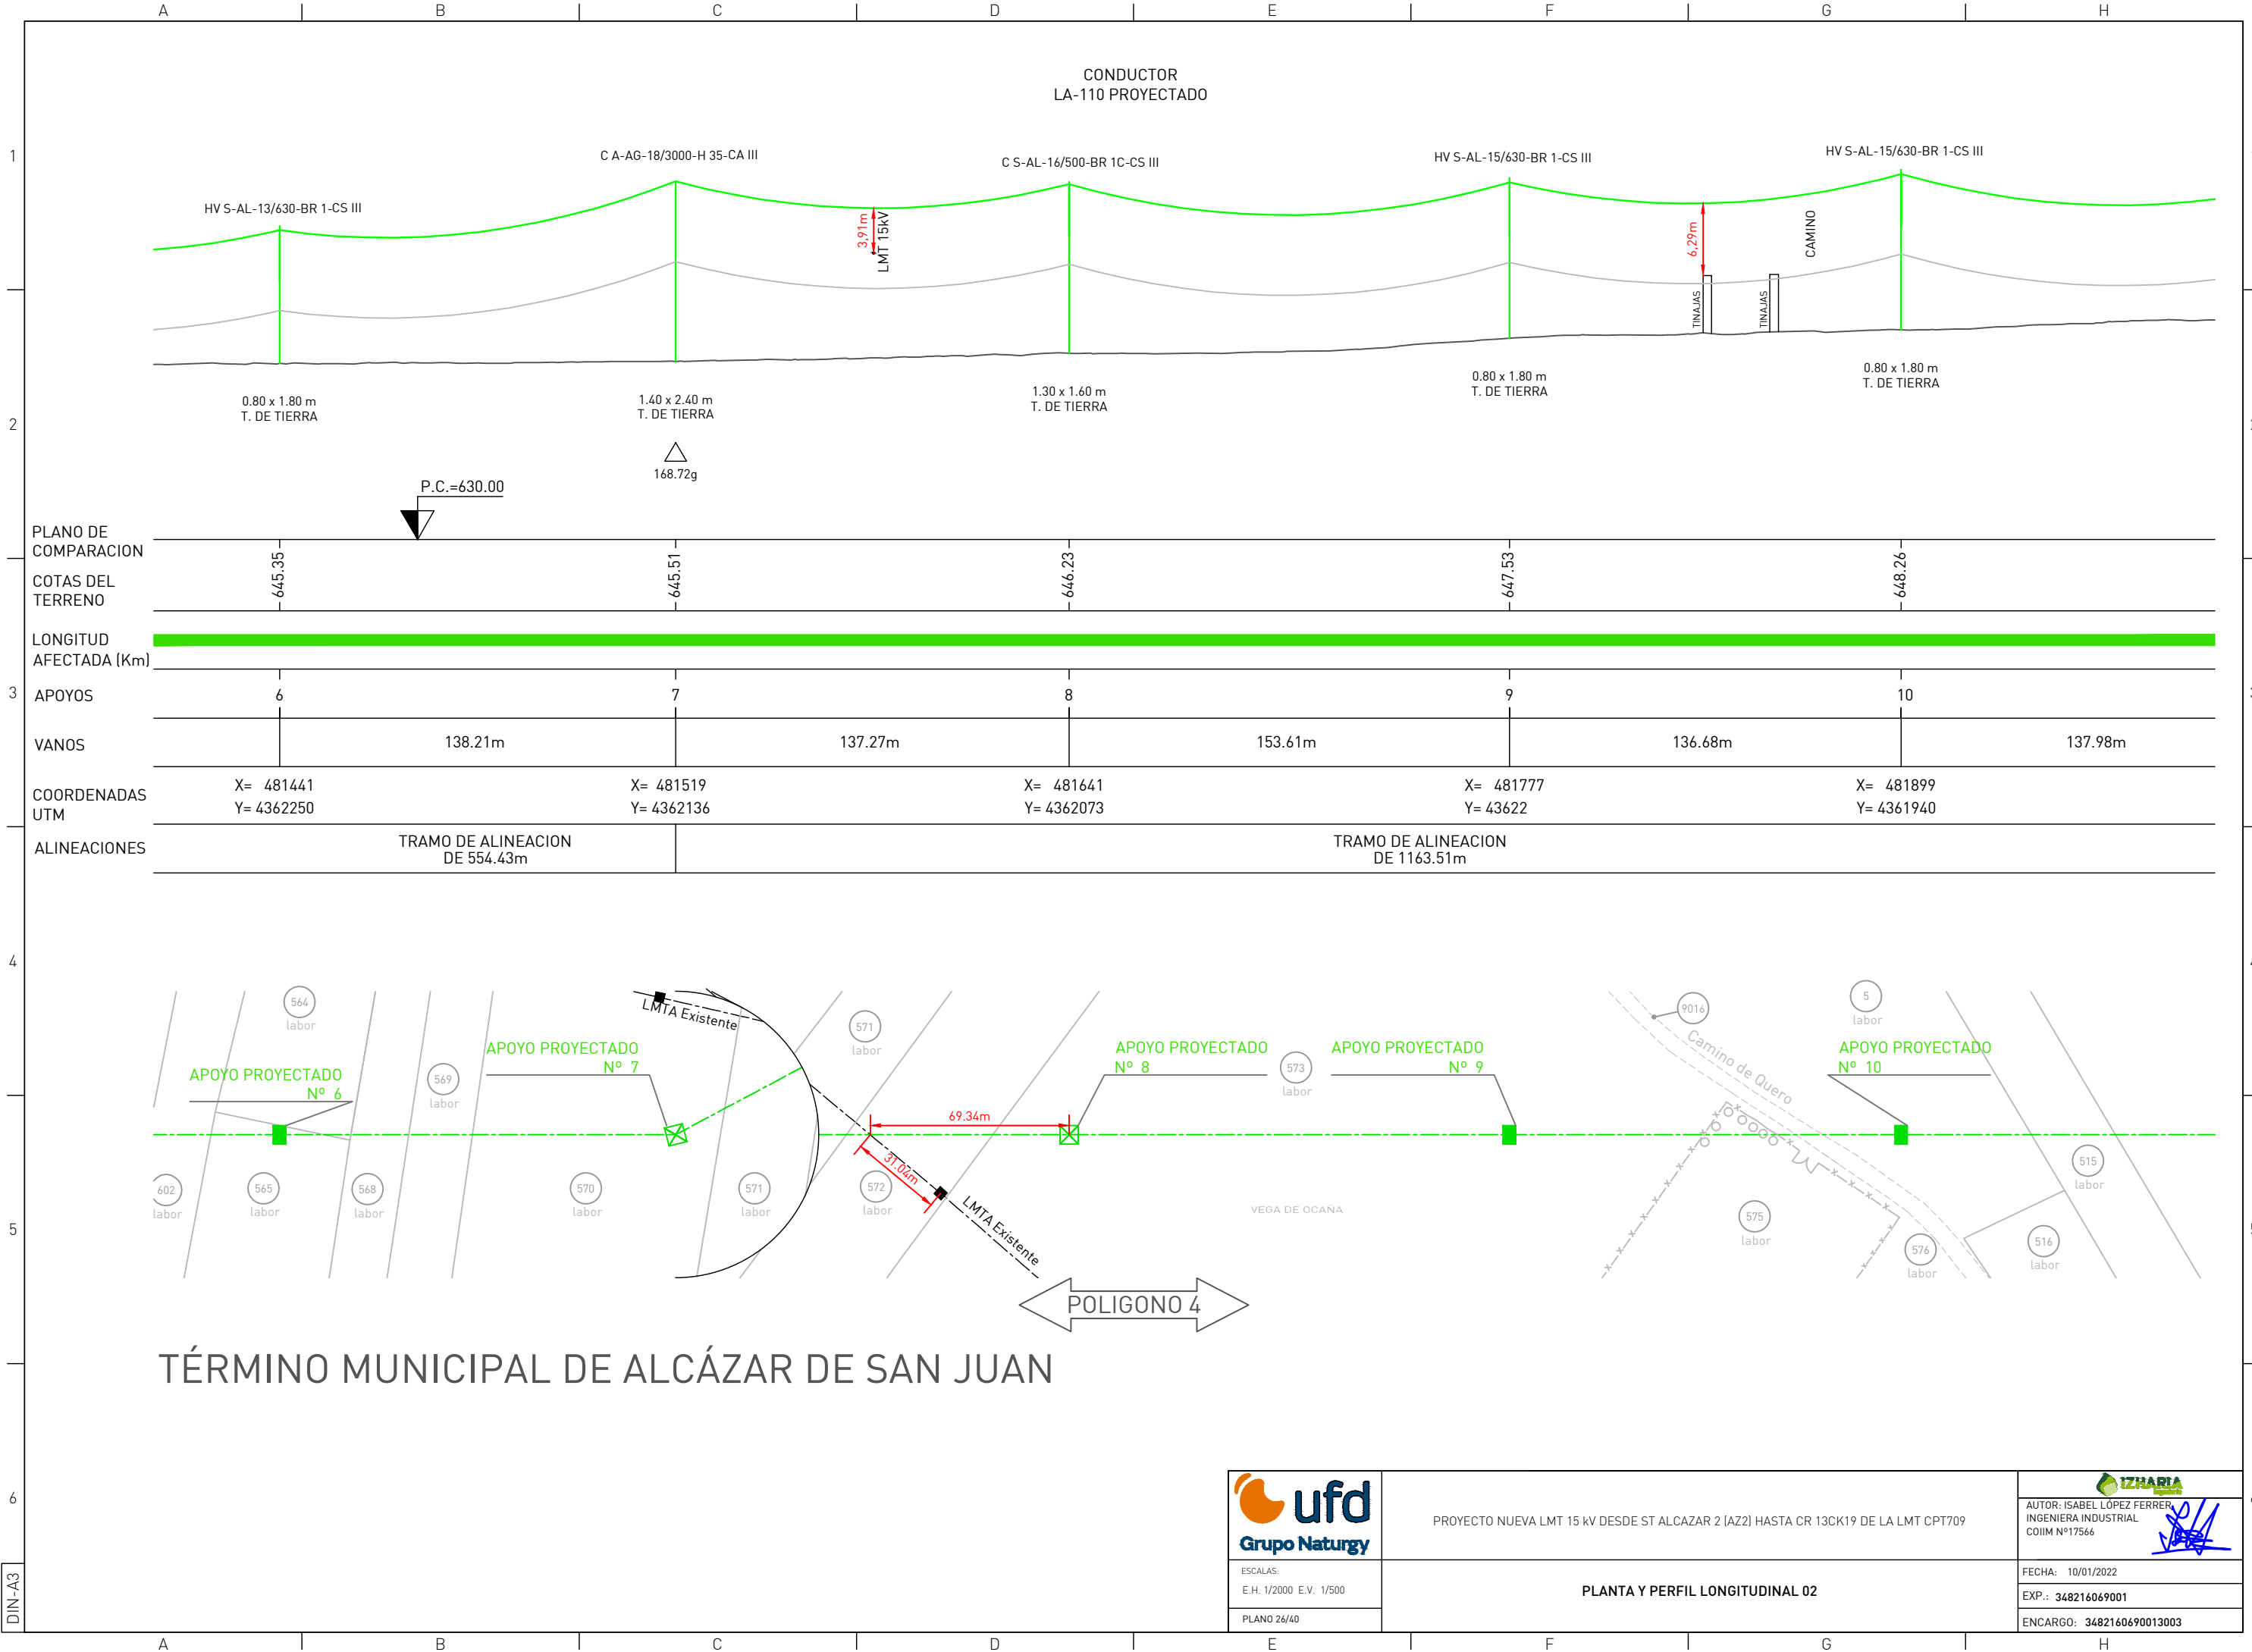 A B C D E F G H
CONDUCTOR
LA-110 PROYECTADO
1
HV S-AL-13/630-BR 1-CS III
C A-AG-18/3000-H 35-CA III
C S-AL-16/500-BR 1C-CS III
HV S-AL-15/630-BR 1-CS III
HV S-AL-15/630-BR 1-CS III
3,91m
LMT 15kV
6,29m
CAMINO
TINAJAS
TINAJAS
2
0.80 x 1.80 m
T. DE TIERRA
1.40 x 2.40 m
T. DE TIERRA
1.30 x 1.60 m
T. DE TIERRA
0.80 x 1.80 m
T. DE TIERRA
0.80 x 1.80 m
T. DE TIERRA
168.72g
P.C.=630.00
PLANO DE
COMPARACION
COTAS DEL
TERRENO
645.35
645.51
646.23
647.53
648.26
LONGITUD
AFECTADA (Km)
3
APOYOS
6 7 8 9 10
VANOS
138.21m 137.27m 153.61m 136.68m 137.98m
COORDENADAS
UTM
X= 481441
Y= 4362250
X= 481519
Y= 4362136
X= 481641
Y= 4362073
X= 481777
Y= 43622
X= 481899
Y= 4361940
ALINEACIONES
TRAMO DE ALINEACION
DE 554.43m
TRAMO DE ALINEACION
DE 1163.51m
4
564
labor
LMTA Existente
571
labor
9016
5
labor
Camino de Quero
APOYO PROYECTADO
Nº 6
569
labor
APOYO PROYECTADO
Nº 7
APOYO PROYECTADO
Nº 8
573
labor
APOYO PROYECTADO
Nº 9
APOYO PROYECTADO
Nº 10
69.34m
31.04m
602
labor
565
labor
568
labor
570
labor
571
labor
572
labor
LMTA Existente
VEGA DE OCAÑA
575
labor
576
labor
515
labor
516
labor
5
POLIGONO 4
TÉRMINO MUNICIPAL DE ALCÁZAR DE SAN JUAN
6
ufd
Grupo Naturgy
PROYECTO NUEVA LMT 15 kV DESDE ST ALCAZAR 2 (AZ2) HASTA CR 13CK19 DE LA LMT CPT709
IZHARIA
AUTOR: ISABEL LÓPEZ FERRER
INGENIERA INDUSTRIAL
COIIM Nº17566
ESCALAS:
E.H. 1/2000 E.V. 1/500
PLANO 26/40
PLANTA Y PERFIL LONGITUDINAL 02
FECHA: 10/01/2022
EXP.: 348216069001
ENCARGO: 3482160690013003
DIN-A3
A B C D E F G H